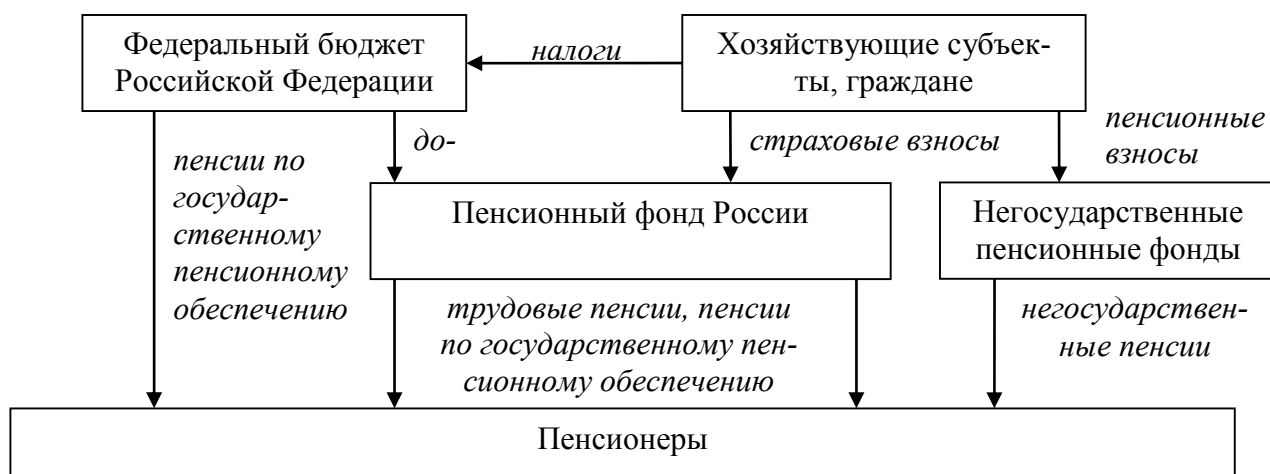 Федеральный бюджет
Российской Федерации
налоги
Хозяйствующие субъек-
ты, граждане
пенсии по
государ-
ственному
пенсионному
обеспечению
до-
страховые взносы
пенсионные
взносы
Пенсионный фонд России
Негосударственные
пенсионные фонды
трудовые пенсии, пенсии
по государственному пен-
сионному обеспечению
негосударствен-
ные пенсии
Пенсионеры